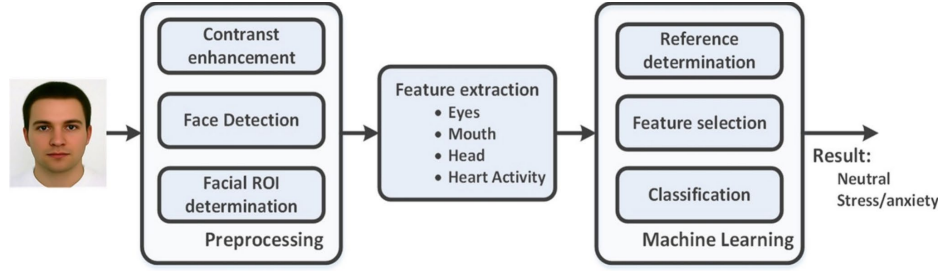 Contranst
enhancement
Face Detection
Facial ROI
determination
Preprocessing
Feature extraction
• Eyes
• Mouth
• Head
• Heart Activity
Reference
determination
Feature selection
Classification
Machine Learning
Result:
Neutral
Stress/anxiety